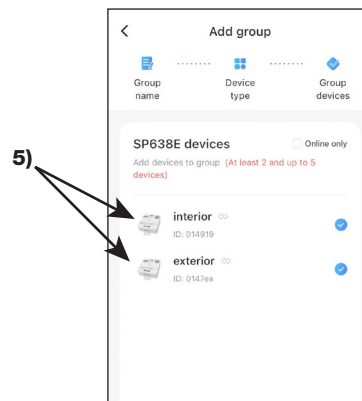 Add group
Group
name
Device
type
Group
devices
SP638E devices
Online only
Add devices to group (At least 2 and up to 5
devices)
5)
interior
ID: 014919
exterior
ID: 0147ea